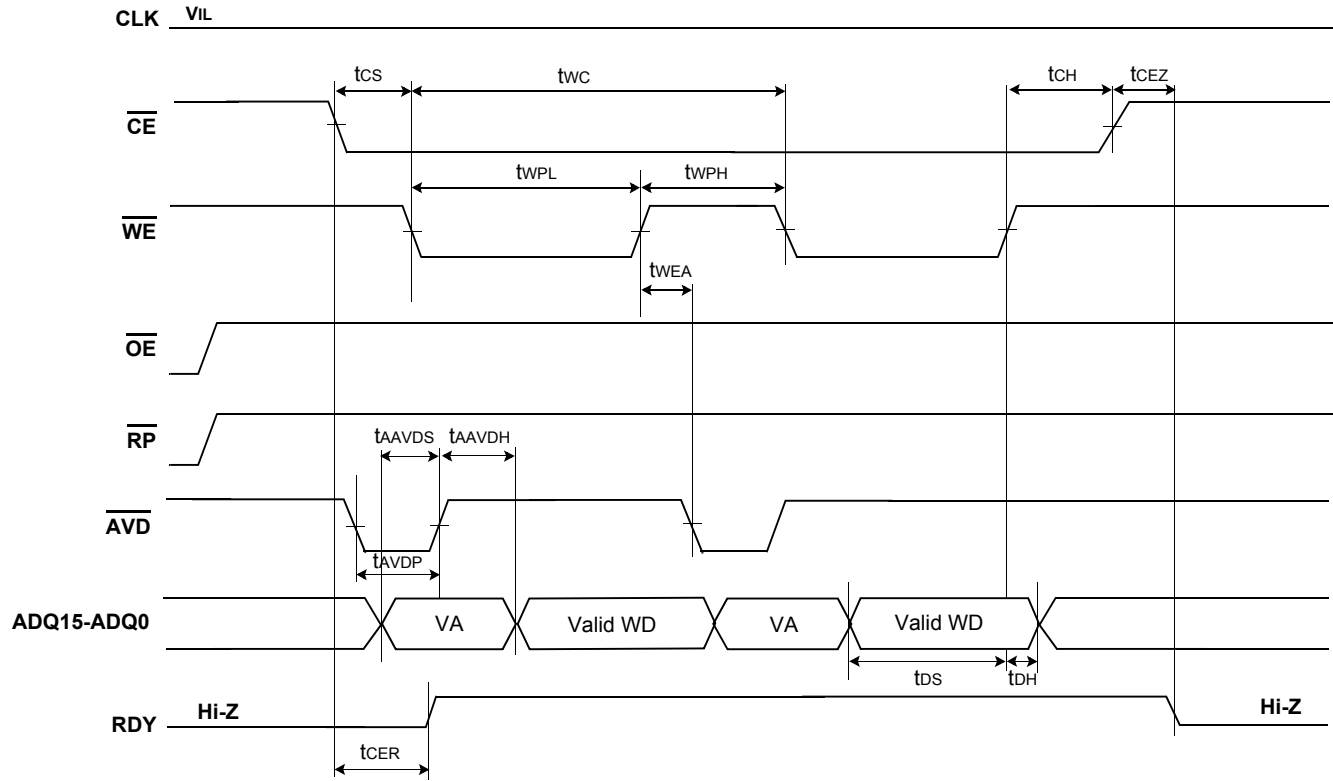 CLK VIL
tCS tWC tCH tCEZ
CE
tWPL tWPH
WE
tWEA
OE
RP
tAAVDS tAAVDH
AVD
tAVDP
ADQ15-ADQ0 VA Valid WD VA Valid WD
tDS tDH
RDY Hi-Z Hi-Z
tCER